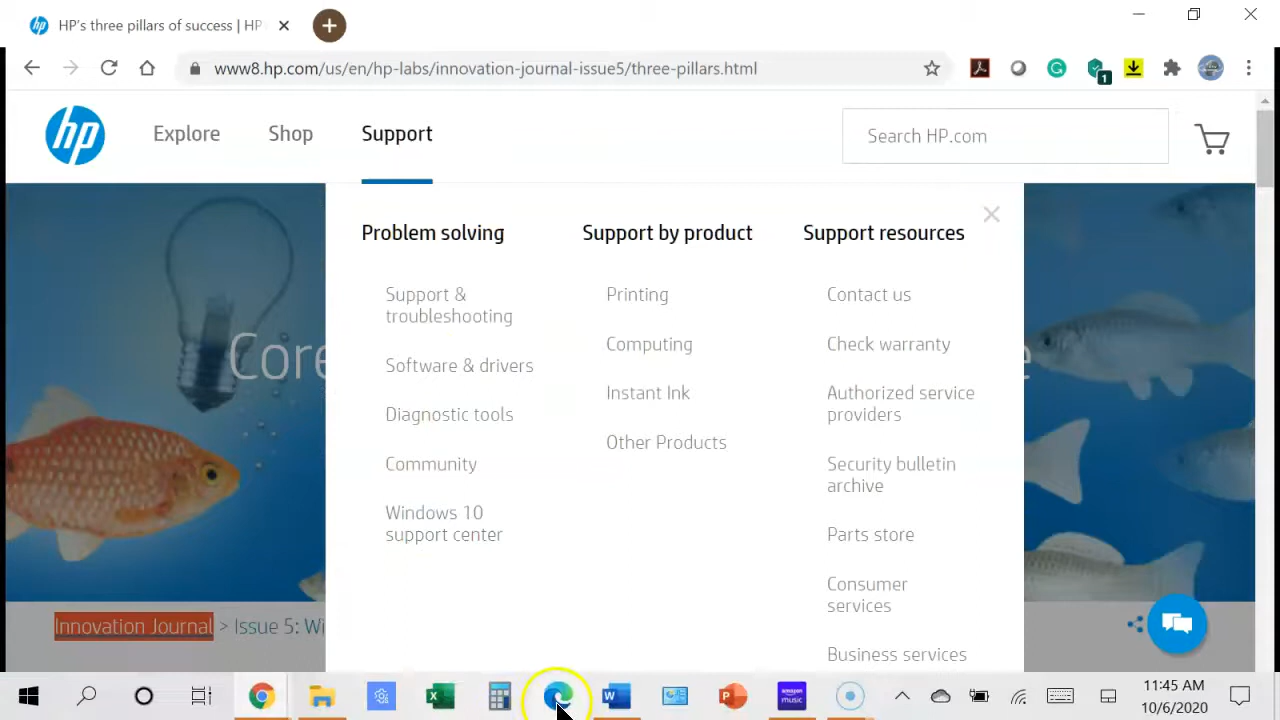 HP's three pillars of success | HP
www8.hp.com/us/en/hp-labs/innovation-journal-issue5/three-pillars.html
1
hp
Explore
Shop
Support
Search HP.com
Problem solving
Support &
troubleshooting
Software & drivers
Diagnostic tools
Community
Windows 10
support center
Support by product
Printing
Computing
Instant Ink
Other Products
Support resources
Contact us
Check warranty
Authorized service
providers
Security bulletin
archive
Parts store
Consumer
services
Business services
Core
e
Innovation Journal > Issue 5: Wi
amazon
music
11:45 AM
10/6/2020